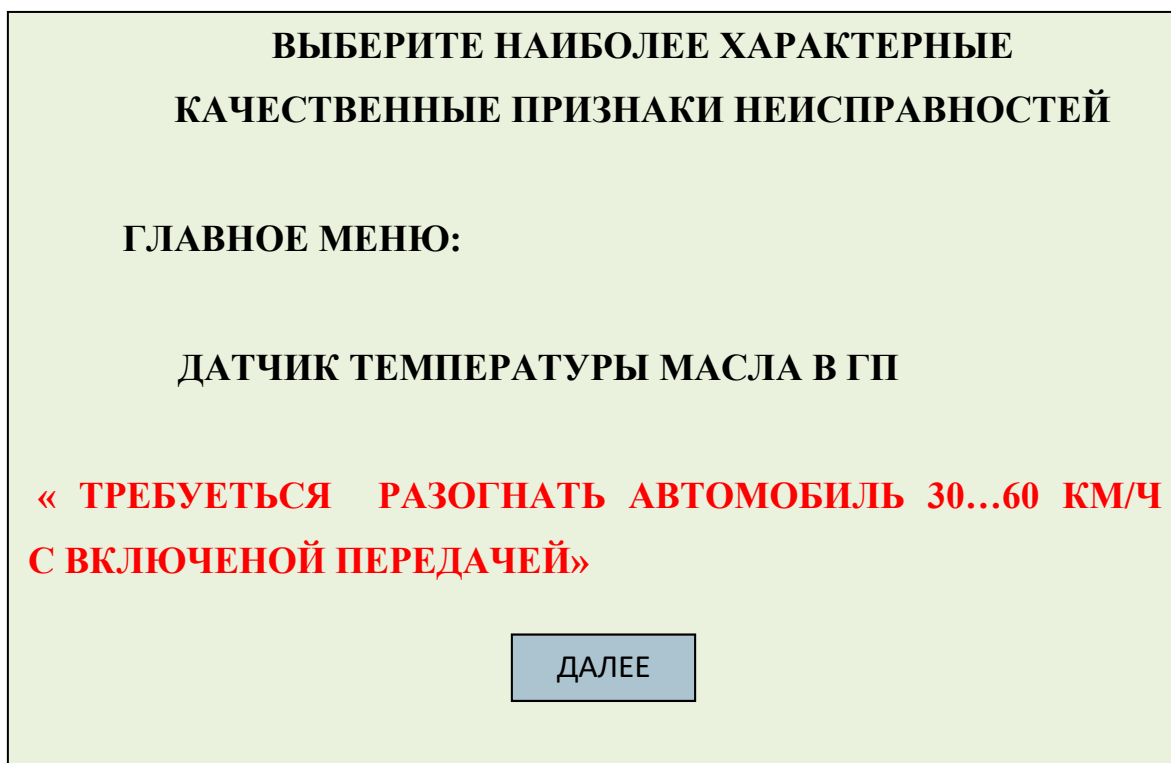 ВЫБЕРИТЕ НАИБОЛЕЕ ХАРАКТЕРНЫЕ
КАЧЕСТВЕННЫЕ ПРИЗНАКИ НЕИСПРАВНОСТЕЙ
ГЛАВНОЕ МЕНЮ:
ДАТЧИК ТЕМПЕРАТУРЫ МАСЛА В ГП
« ТРЕБУЕТЬСЯ РАЗОГНАТЬ АВТОМОБИЛЬ 30…60 КМ/Ч
С ВКЛЮЧЕНОЙ ПЕРЕДАЧЕЙ»
ДАЛЕЕ